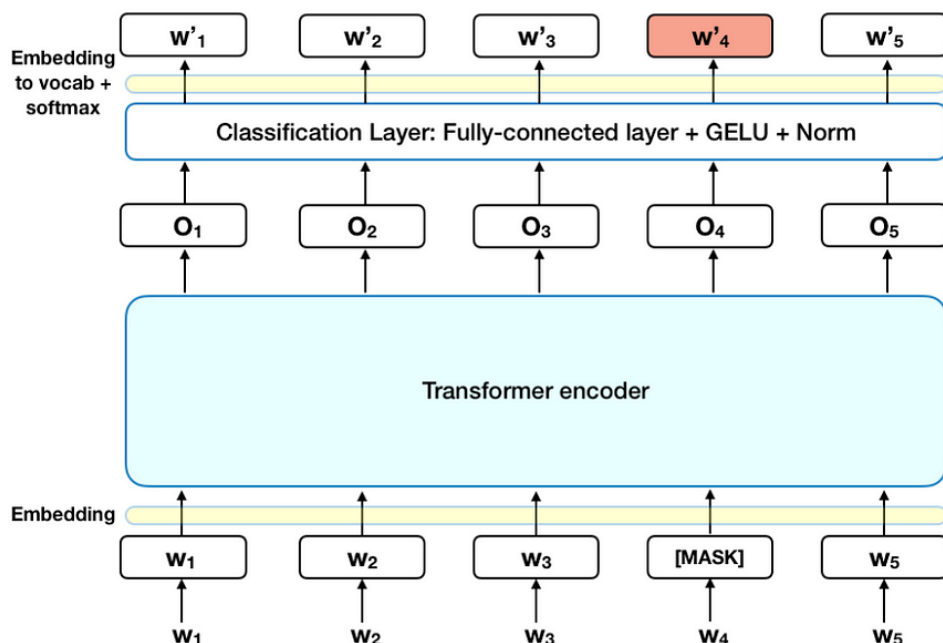 w'₁ w'₂ w'₃ w'₄ w'₅
Embedding
to vocab +
softmax
Classification Layer: Fully-connected layer + GELU + Norm
O₁ O₂ O₃ O₄ O₅
Transformer encoder
Embedding
w₁ w₂ w₃ [MASK] w₅
w₁ w₂ w₃ w₄ w₅